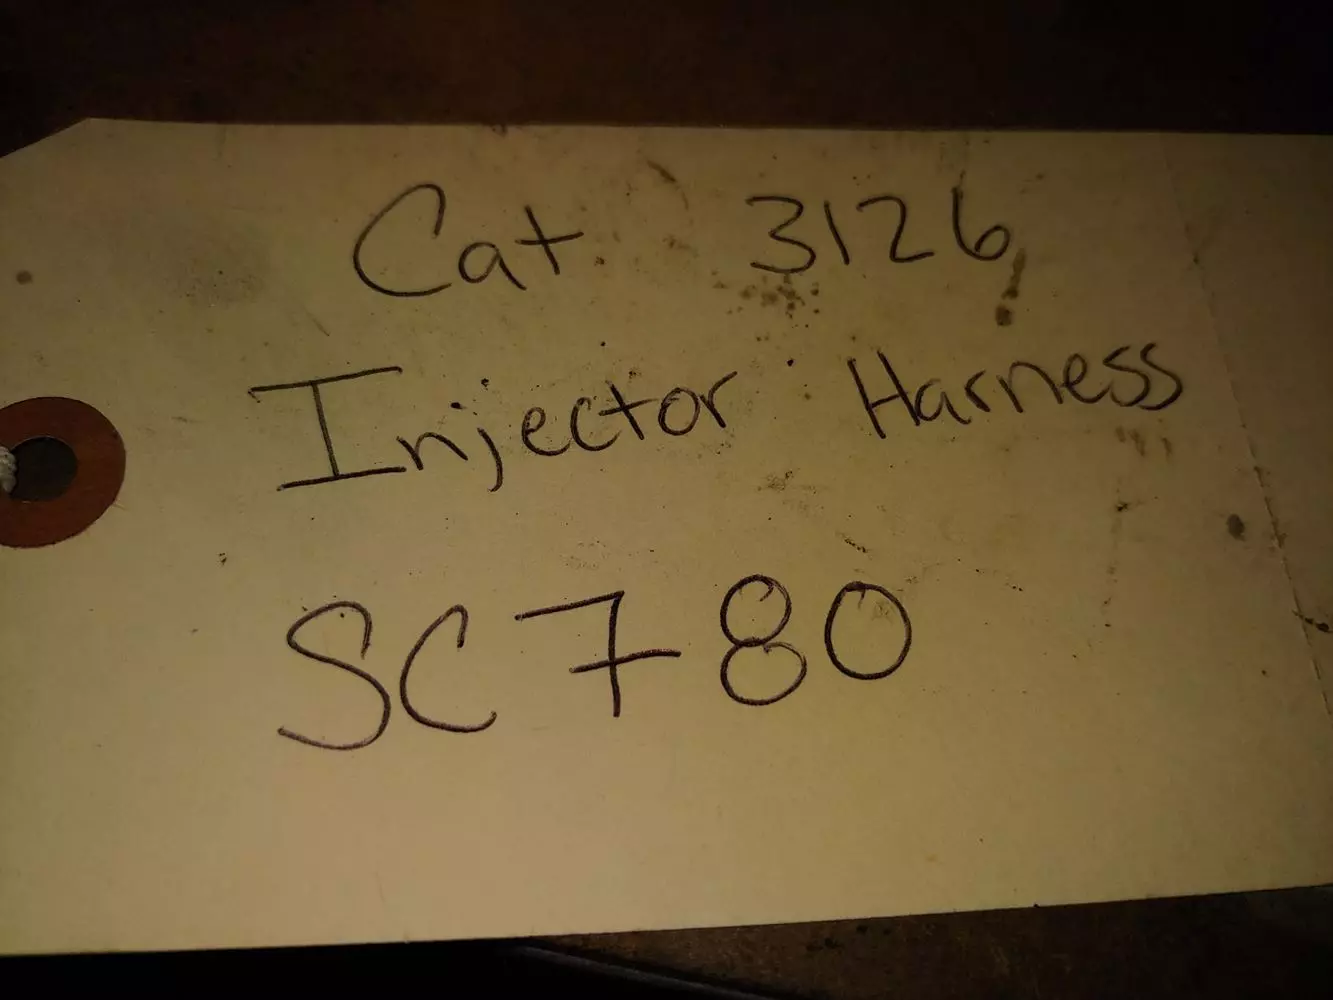 Cat 3126
Injector Harness
SC780